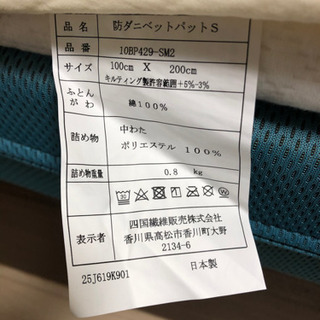 品名 防ダニベットパットS
品番 10BP429-SM2
サイズ 100cm X 200cm
キルティング製許容範囲+5%-3%
ふとんがわ 綿100%
詰め物 中わた
ポリエステル 100%
詰め物重量 0.8 kg
表示者 四国繊維販売株式会社
香川県高松市香川町大野
2134-6
25J619K901 日本製